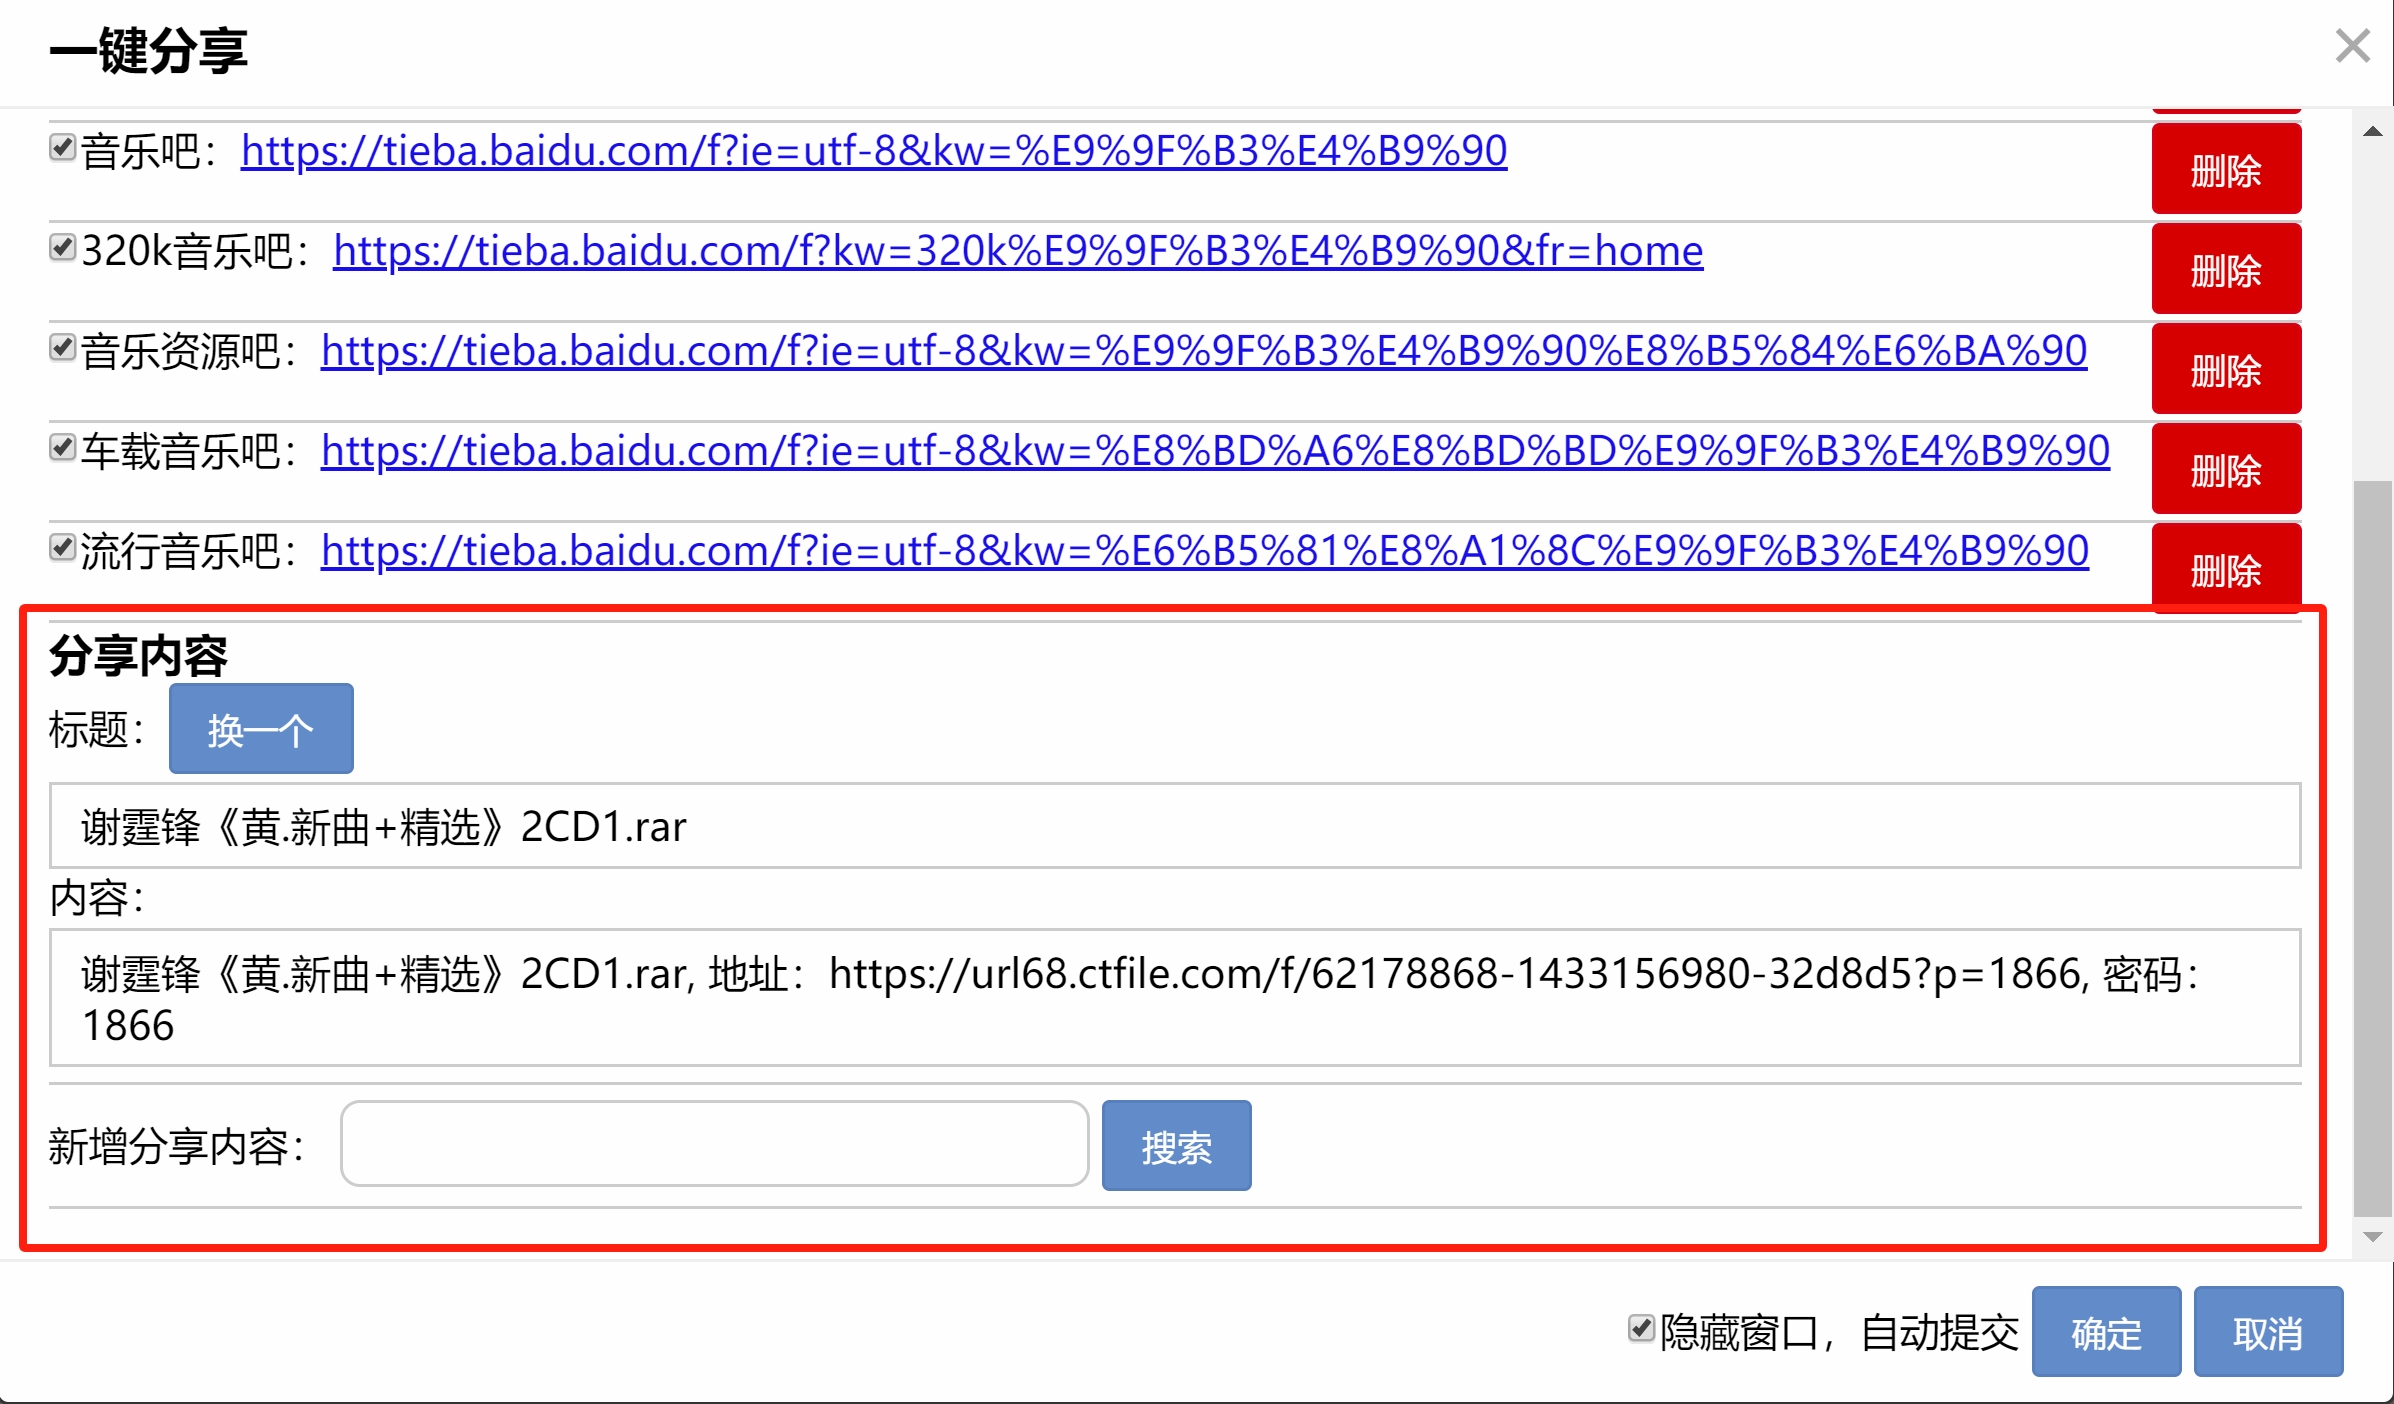 一键分享
音乐吧：https://tieba.baidu.com/f?ie=utf-8&kw=%E9%9F%B3%E4%B9%90
删除
320k音乐吧：https://tieba.baidu.com/f?kw=320k%E9%9F%B3%E4%B9%90&fr=home
删除
音乐资源吧：https://tieba.baidu.com/f?ie=utf-8&kw=%E9%9F%B3%E4%B9%90%E8%B5%84%E6%BA%90
删除
车载音乐吧：https://tieba.baidu.com/f?ie=utf-8&kw=%E8%BD%A6%E8%BD%BD%E9%9F%B3%E4%B9%90
删除
流行音乐吧：https://tieba.baidu.com/f?ie=utf-8&kw=%E6%B5%81%E8%A1%8C%E9%9F%B3%E4%B9%90
删除
分享内容
标题： 换一个
谢霆锋《黄.新曲+精选》2CD1.rar
内容：
谢霆锋《黄.新曲+精选》2CD1.rar, 地址：https://url68.ctfile.com/f/62178868-1433156980-32d8d5?p=1866, 密码：
1866
新增分享内容： 搜索
隐藏窗口，自动提交 确定 取消